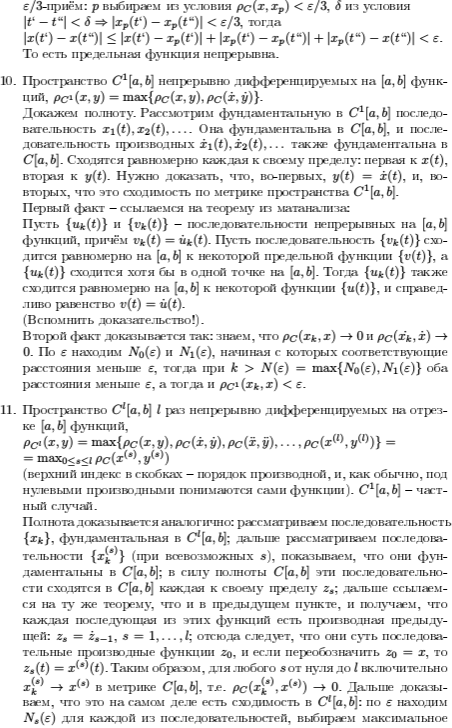 ε/3-приём: p выбираем из условия ρ_C(x, x_p) < ε/3, δ из условия
|t‘ − t“| < δ ⇒ |x_p(t‘) − x_p(t“)| < ε/3, тогда
|x(t‘) − x(t“)| ≤ |x(t‘) − x_p(t‘)| + |x_p(t‘) − x_p(t“)| + |x_p(t“) − x(t“)| < ε.
То есть предельная функция непрерывна.
10. Пространство C¹[a, b] непрерывно дифференцируемых на [a, b] функ-
ций, ρ_{C¹}(x, y) = max{ρ_C(x, y), ρ_C(ẋ, ẏ)}.
Докажем полноту. Рассмотрим фундаментальную в C¹[a, b] последо-
вательность x₁(t), x₂(t), . . . . Она фундаментальна в C[a, b], и после-
довательность производных ẋ₁(t), ẋ₂(t), . . . также фундаментальна в
C[a, b]. Сходятся равномерно каждая к своему пределу: первая к x(t),
вторая к y(t). Нужно доказать, что, во-первых, y(t) = ẋ(t), и, во-
вторых, что это сходимость по метрике пространства C¹[a, b].
Первый факт – ссылаемся на теорему из матанализа:
Пусть {u_k(t)} и {v_k(t)} – последовательности непрерывных на [a, b]
функций, причём v_k(t) = u̇_k(t). Пусть последовательность {v_k(t)} схо-
дится равномерно на [a, b] к некоторой предельной функции {v(t)}, а
{u_k(t)} сходится хотя бы в одной точке на [a, b]. Тогда {u_k(t)} также
сходится равномерно на [a, b] к некоторой функции {u(t)}, и справед-
ливо равенство v(t) = u̇(t).
(Вспомнить доказательство!).
Второй факт доказывается так: знаем, что ρ_C(x_k, x) → 0 и ρ_C(ẋ_k, ẋ) →
0. По ε находим N₀(ε) и N₁(ε), начиная с которых соответствующие
расстояния меньше ε, тогда при k > N(ε) = max{N₀(ε), N₁(ε)} оба
расстояния меньше ε, а тогда и ρ_{C¹}(x_k, x) < ε.
11. Пространство C^l[a, b] l раз непрерывно дифференцируемых на отрез-
ке [a, b] функций,
ρ_{C^l}(x, y) = max{ρ_C(x, y), ρ_C(ẋ, ẏ), ρ_C(ẍ, ÿ), . . . , ρ_C(x^{(l)}, y^{(l)})} =
= max_{0≤s≤l} ρ_C(x^{(s)}, y^{(s)})
(верхний индекс в скобках – порядок производной, и, как обычно, под
нулевыми производными понимаются сами функции). C¹[a, b] – част-
ный случай.
Полнота доказывается аналогично: рассматриваем последовательность
{x_k}, фундаментальная в C^l[a, b]; дальше рассматриваем последова-
тельности {x_k^{(s)}} (при всевозможных s), показываем, что они фун-
даментальны в C[a, b]; в силу полноты C[a, b] эти последовательно-
сти сходятся в C[a, b] каждая к своему пределу z_s; дальше ссылаем-
ся на ту же теорему, что и в предыдущем пункте, и получаем, что
каждая последующая из этих функций есть производная предыду-
щей: z_s = ż_{s−1}, s = 1, . . . , l; отсюда следует, что они суть последова-
тельные производные функции z₀, и если переобозначить z₀ = x, то
z_s(t) = x^{(s)}(t). Таким образом, для любого s от нуля до l включительно
x_k^{(s)} → x^{(s)} в метрике C[a, b], т.е. ρ_C(x_k^{(s)}, x^{(s)}) → 0. Дальше доказы-
ваем, что это на самом деле есть сходимость в C^l[a, b]: по ε находим
N_s(ε) для каждой из последовательностей, выбираем максимальное